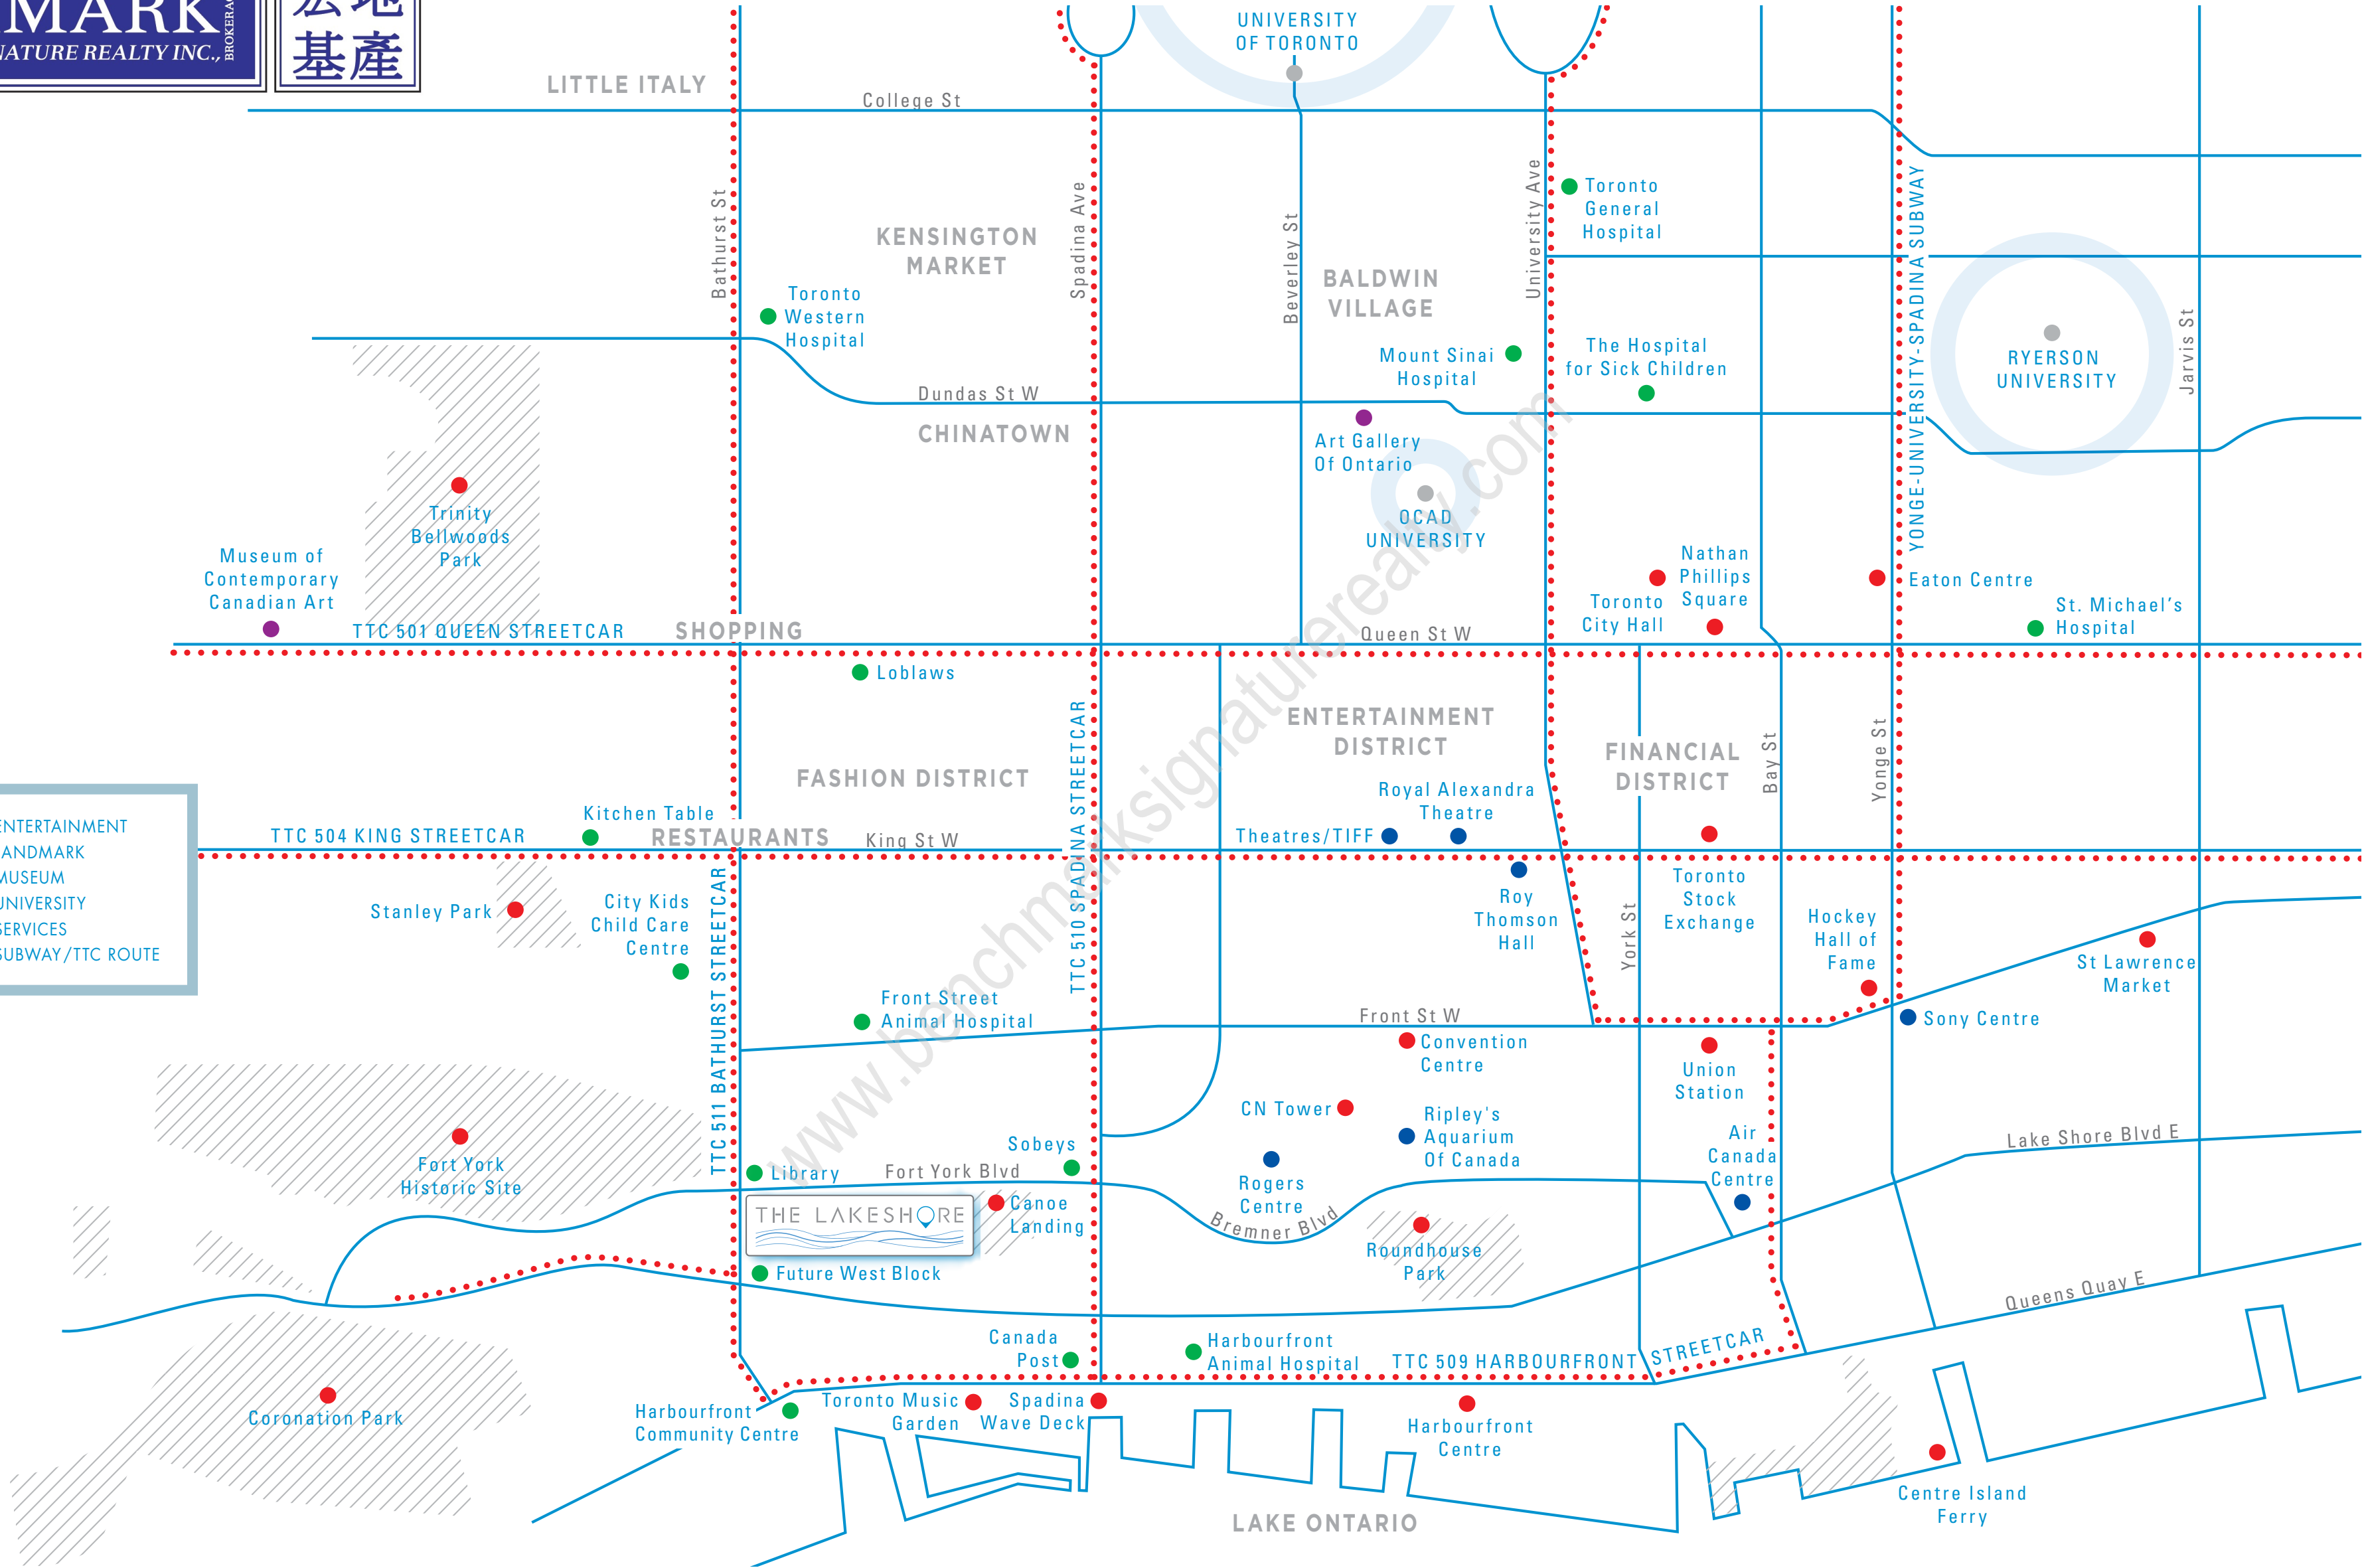 MARK
NATURE REALTY INC.,
宏地
基產
UNIVERSITY
OF TORONTO
LITTLE ITALY
College St
Bathurst St
Spadina Ave
Beverley St
University Ave
Toronto
General
Hospital
YONGE-UNIVERSITY-SPADINA SUBWAY
KENSINGTON
MARKET
BALDWIN
VILLAGE
Toronto
Western
Hospital
Mount Sinai
Hospital
The Hospital
for Sick Children
RYERSON
UNIVERSITY
Jarvis St
Dundas St W
CHINATOWN
Art Gallery
Of Ontario
OCAD
UNIVERSITY
Trinity
Bellwoods
Park
Museum of
Contemporary
Canadian Art
Nathan
Phillips
Square
Toronto
City Hall
Eaton Centre
St. Michael's
Hospital
TTC 501 QUEEN STREETCAR
SHOPPING
Queen St W
Loblaws
TTC 510 SPADINA STREETCAR
ENTERTAINMENT
DISTRICT
FINANCIAL
DISTRICT
Bay St
Yonge St
FASHION DISTRICT
Royal Alexandra
Theatre
Kitchen Table
TTC 504 KING STREETCAR
RESTAURANTS
King St W
Theatres/TIFF
ENTERTAINMENT
LANDMARK
MUSEUM
UNIVERSITY
SERVICES
SUBWAY/TTC ROUTE
Stanley Park
City Kids
Child Care
Centre
TTC 511 BATHURST STREETCAR
Roy
Thomson
Hall
York St
Toronto
Stock
Exchange
Hockey
Hall of
Fame
St Lawrence
Market
Front Street
Animal Hospital
Front St W
Sony Centre
Convention
Centre
Union
Station
CN Tower
Ripley's
Aquarium
Of Canada
Air
Canada
Centre
Lake Shore Blvd E
Fort York
Historic Site
Library
Fort York Blvd
Sobeys
Rogers
Centre
THE LAKESHORE
Canoe
Landing
Bremner Blvd
Roundhouse
Park
Future West Block
Queens Quay E
Canada
Post
Harbourfront
Animal Hospital
TTC 509 HARBOURFRONT STREETCAR
Coronation Park
Harbourfront
Community Centre
Toronto Music
Garden
Spadina
Wave Deck
Harbourfront
Centre
Centre Island
Ferry
LAKE ONTARIO
www.benchmarksignaturerealty.com